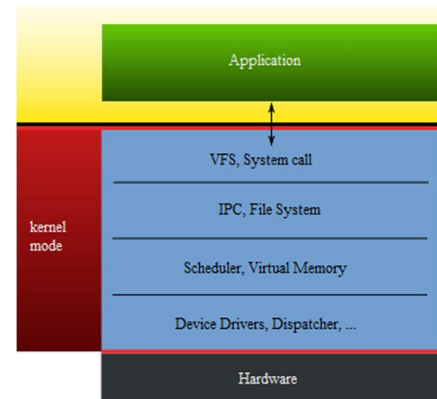 Application
VFS, System call
IPC, File System
kernel
mode
Scheduler, Virtual Memory
Device Drivers, Dispatcher, ...
Hardware